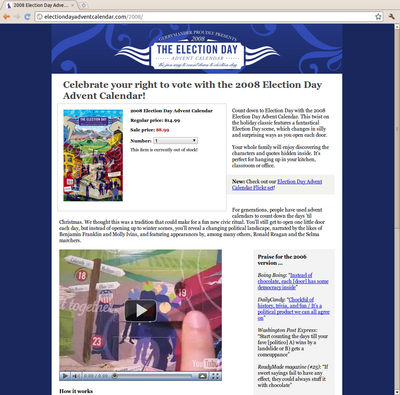 2008 Election Day Adve...
electiondayadventcalendar.com/2008/
GERRYMANDER PROUDLY PRESENTS
2008
THE ELECTION DAY
ADVENT CALENDAR
Celebrate your right to vote with the 2008 Election Day
Advent Calendar!
2008 Election Day Advent Calendar
Regular price: $14.99
Sale price: $8.99
Number: 1
This item is currently out of stock!
Count down to Election Day with the 2008
Election Day Advent Calendar. This twist on
the holiday classic features a fantastical
Election Day scene, which changes in silly
and surprising ways as you open each door.
Your whole family will enjoy discovering the
characters and quotes hidden inside. It's
perfect for hanging up in your kitchen,
classroom or office.
New: Check out our Election Day Advent
Calendar Flickr set!
For generations, people have used advent
calendars to count down the days 'til
Christmas. We thought this was a tradition that could make for a fun new civic ritual. You'll still get to open one little door
each day, but instead of opening up to winter scenes, you'll reveal a changing political landscape, narrated by the likes of
Benjamin Franklin and Molly Ivins, and featuring appearances by, among many others, Ronald Reagan and the Selma
marchers.
18
19
23
together
YouTube
0:00 / 0:00
Praise for the 2006
version ...
Boing Boing: "Instead of
chocolate, each [door] has some
democracy inside"
DailyCandy: "Chockful of
history, trivia, and fun / It's a
political product we can all agree
on"
Washington Post Express:
"Start counting the days till your
fave [politico] A) wins by a
landslide or B) gets a
comeuppance"
ReadyMade magazine (#25): "If
sweet sayings fail to have any
effect, they could always stuff it
with chocolate"
How it works